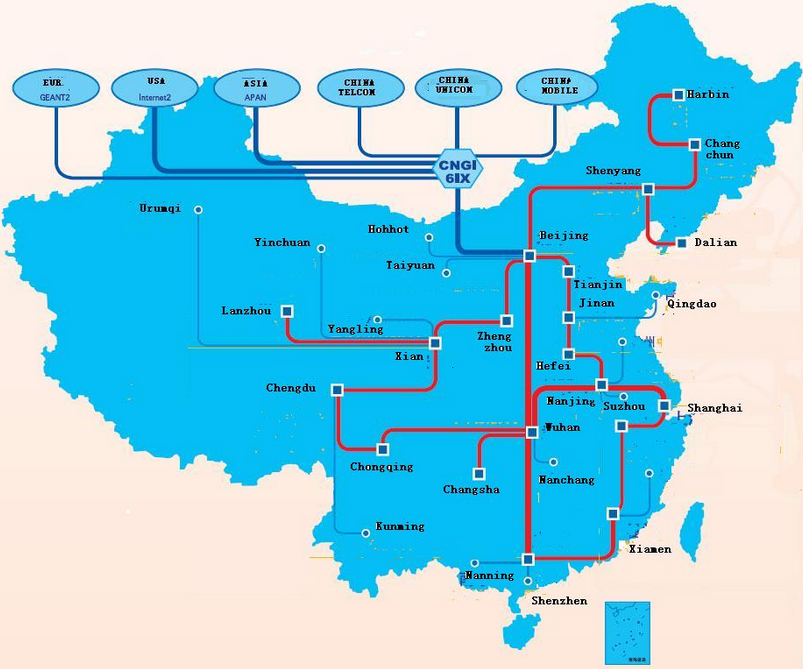 EUR
GEANT2
USA
Internet2
ASIA
APAN
CHINA
TELCOM
CHINA
UNICOM
CHINA
MOBILE
CNGI
6IX
Harbin
Chang
chun
Shenyang
Dalian
Urumqi
Hohhot
Beijing
Yinchuan
Taiyuan
Tianjin
Jinan
Qingdao
Lanzhou
Yangling
Zheng
zhou
Xian
Hefei
Chengdu
Nanjing
Suzhou
Shanghai
Wuhan
Chongqing
Changsha
Nanchang
Kunming
Xiamen
Nanning
Shenzhen